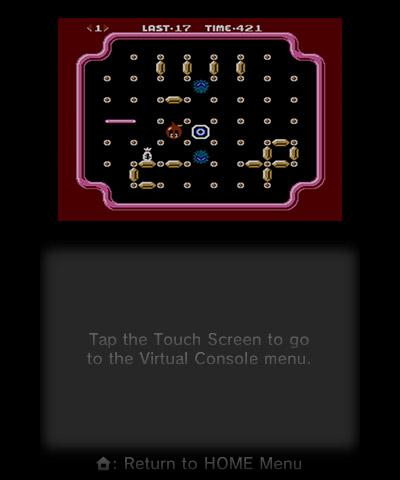 <1> LAST·17 TIME·421
Tap the Touch Screen to go
to the Virtual Console menu.
: Return to HOME Menu